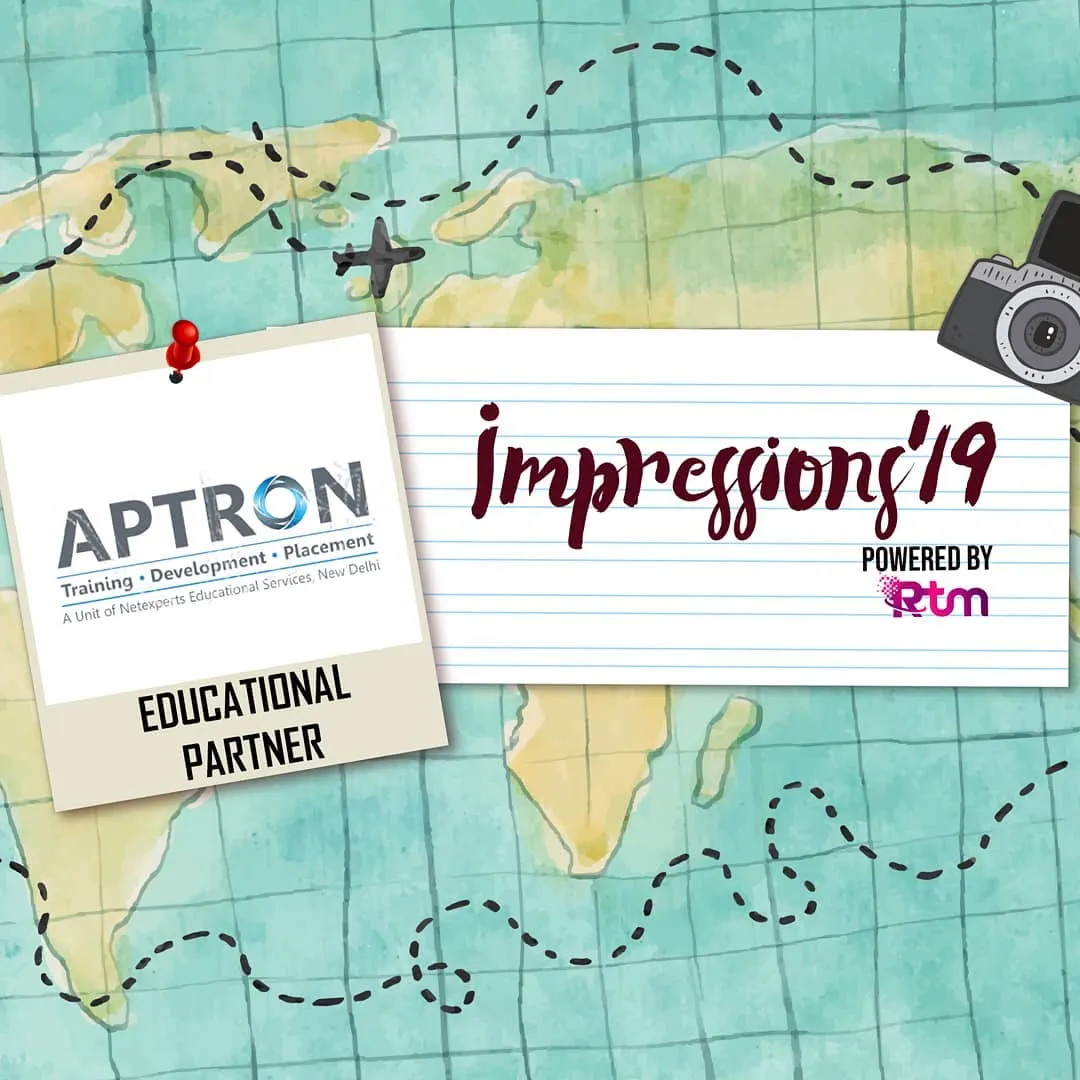 APTRON
Training • Development • Placement
A Unit of Netexperts Educational Services, New Delhi
EDUCATIONAL
PARTNER
impressions'19
POWERED BY
Rtm